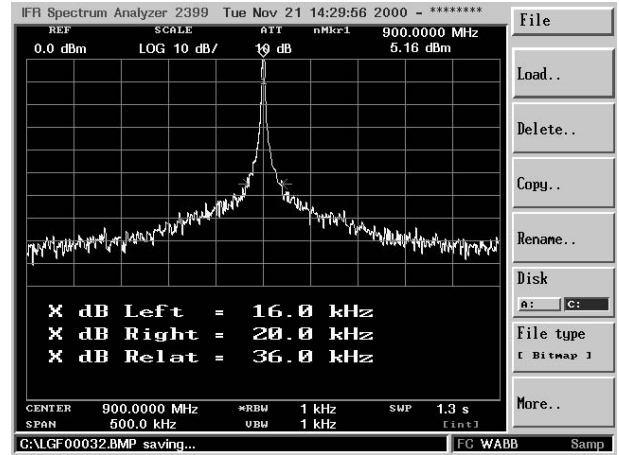 IFR Spectrum Analyzer 2399 Tue Nov 21 14:29:56 2000 - ********
REF SCALE ATT nMkr1 900.0000 MHz
0.0 dBm LOG 10 dB/ 10 dB 5.16 dBm
X dB Left = 16.0 kHz
X dB Right = 20.0 kHz
X dB Relat = 36.0 kHz
CENTER 900.0000 MHz *RBW 1 kHz SWP 1.3 s
SPAN 500.0 kHz VBW 1 kHz [int]
C:\LGF00032.BMP saving... FC WABB Samp
File
Load..
Delete..
Copy..
Rename..
Disk
A: C:
File type
[ Bitmap ]
More..